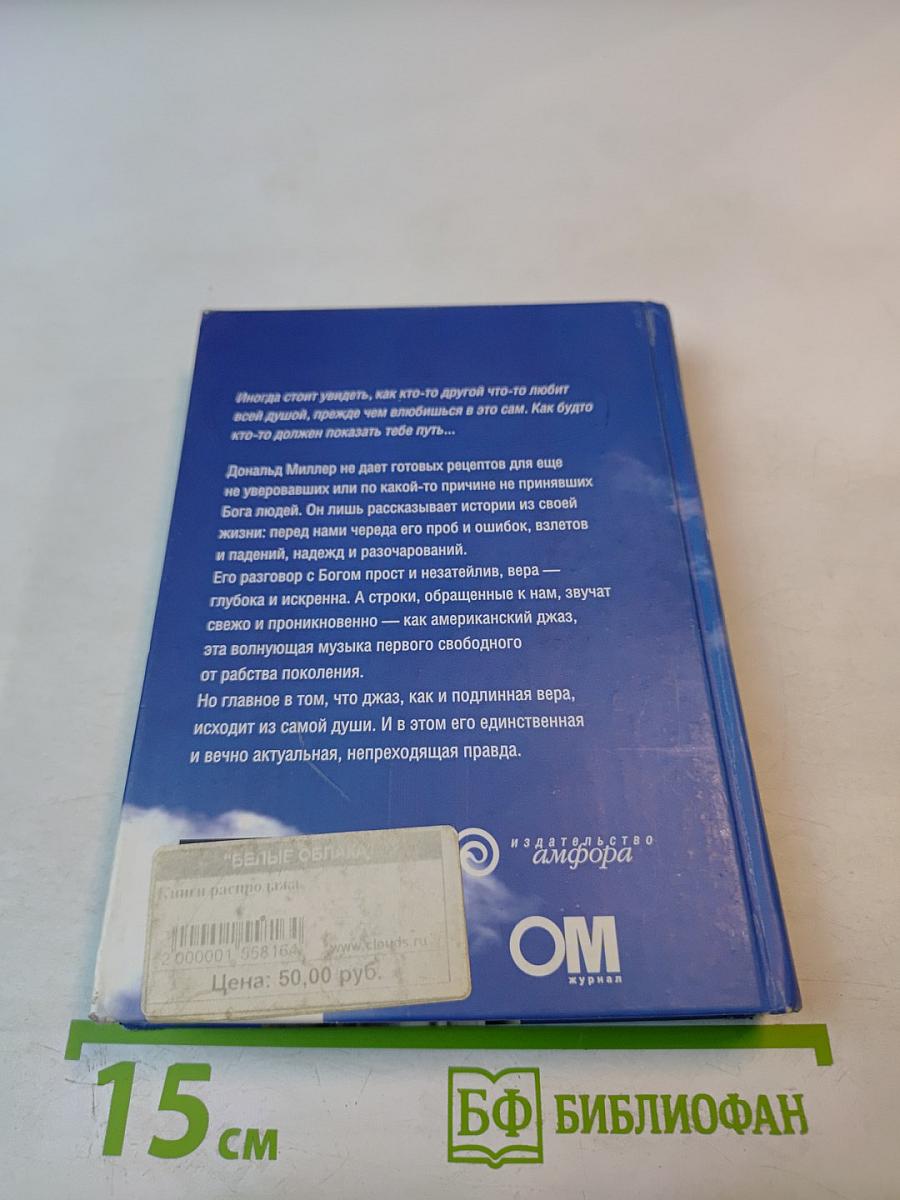 Иногда стоит увидеть, как кто-то другой что-то любит
всей душой, прежде чем влюбишься в это сам. Как будто
кто-то должен показать тебе путь...
Дональд Миллер не дает готовых рецептов для еще
не уверовавших или по какой-то причине не принявших
Бога людей. Он лишь рассказывает истории из своей
жизни: перед нами череда его проб и ошибок, взлетов
и падений, надежд и разочарований.
Его разговор с Богом прост и незатейлив, вера —
глубока и искренна. А строки, обращенные к нам, звучат
свежо и проникновенно — как американский джаз,
эта волнующая музыка первого свободного
от рабства поколения.
Но главное в том, что джаз, как и подлинная вера,
исходит из самой души. И в этом его единственная
и вечно актуальная, непреходящая правда.
издательство
амфора
"БЕЛЫЕ ОБЛАКА"
Книги распродажа
2 000001 558164
www.clouds.ru
Цена: 50,00 руб.
ОМ
журнал
15 см
БФ БИБЛИОФАН